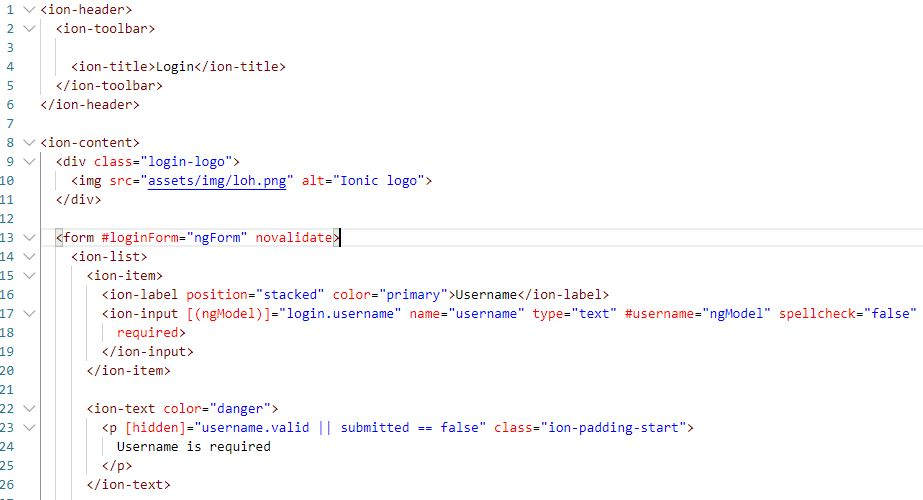 1 <ion-header>
2   <ion-toolbar>
3
4     <ion-title>Login</ion-title>
5   </ion-toolbar>
6 </ion-header>
7
8 <ion-content>
9   <div class="login-logo">
10     <img src="assets/img/loh.png" alt="Ionic logo">
11   </div>
12
13   <form #loginForm="ngForm" novalidate>
14     <ion-list>
15       <ion-item>
16         <ion-label position="stacked" color="primary">Username</ion-label>
17         <ion-input [(ngModel)]="login.username" name="username" type="text" #username="ngModel" spellcheck="false"
18           required>
19         </ion-input>
20       </ion-item>
21
22       <ion-text color="danger">
23         <p [hidden]="username.valid || submitted == false" class="ion-padding-start">
24           Username is required
25         </p>
26       </ion-text>